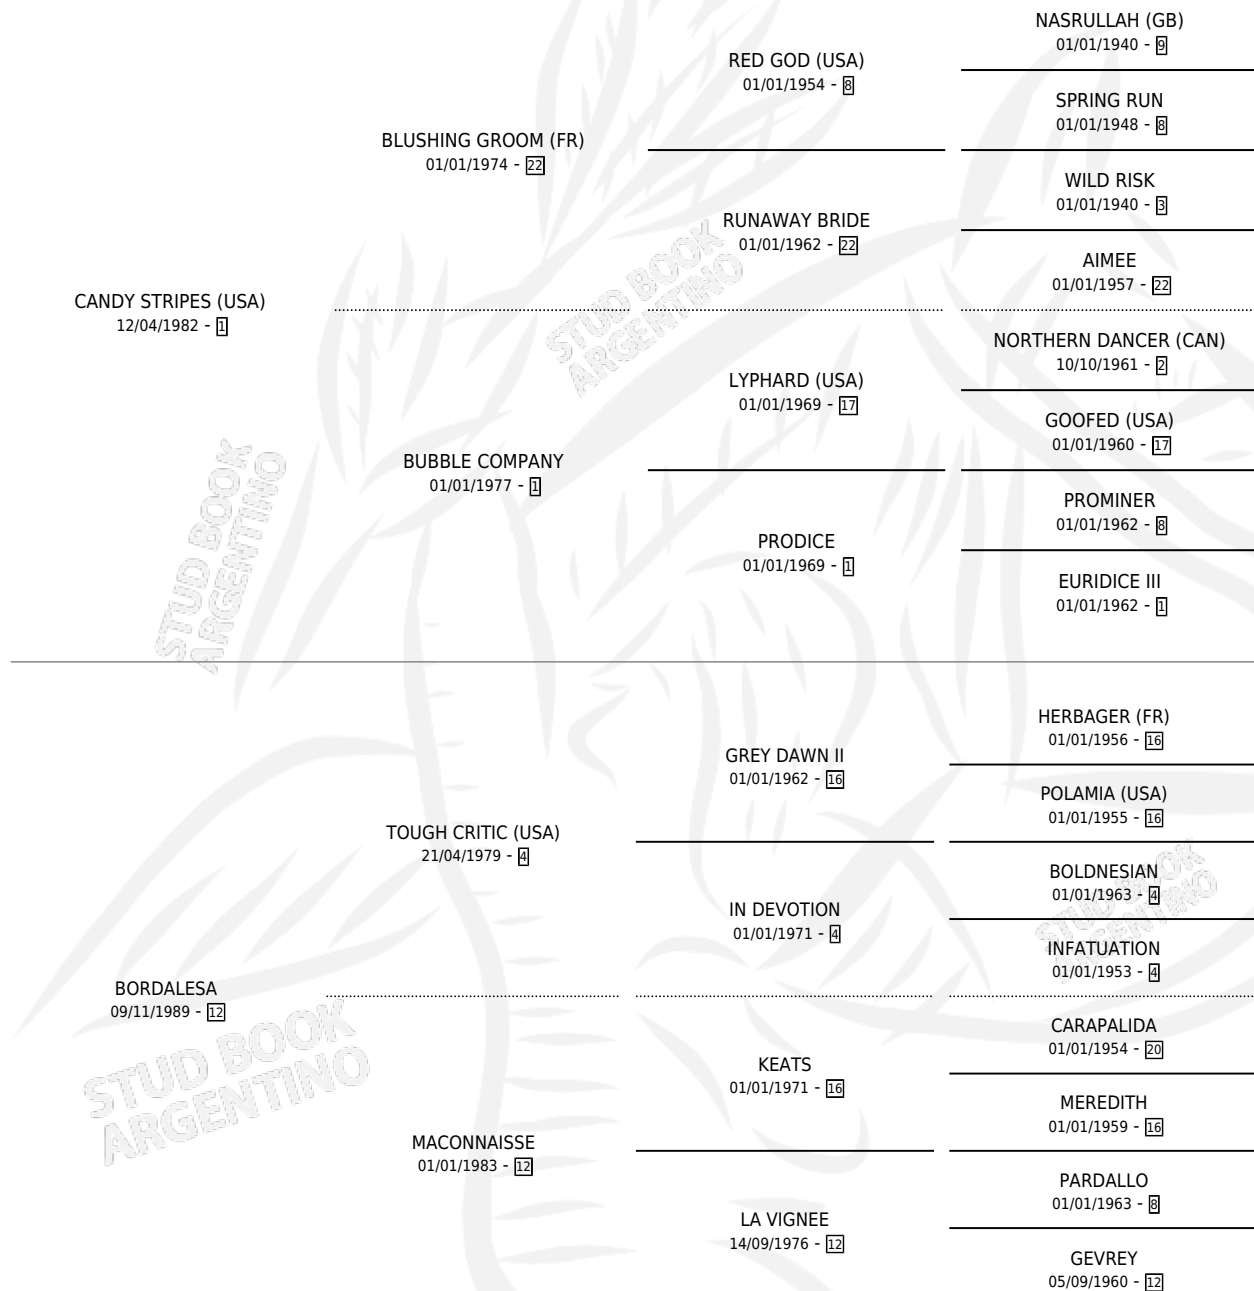 NASRULLAH (GB)
01/01/1940 - 9
RED GOD (USA)
01/01/1954 - 8
SPRING RUN
01/01/1948 - 8
BLUSHING GROOM (FR)
01/01/1974 - 22
WILD RISK
01/01/1940 - 3
RUNAWAY BRIDE
01/01/1962 - 22
AIMEE
01/01/1957 - 22
CANDY STRIPES (USA)
12/04/1982 - 1
STUD BOOK
ARGENTINO
NORTHERN DANCER (CAN)
10/10/1961 - 2
LYPHARD (USA)
01/01/1969 - 17
GOOFED (USA)
01/01/1960 - 17
BUBBLE COMPANY
01/01/1977 - 1
PROMINER
01/01/1962 - 8
PRODICE
01/01/1969 - 1
EURIDICE III
01/01/1962 - 1
STUD BOOK
ARGENTINO
HERBAGER (FR)
01/01/1956 - 16
GREY DAWN II
01/01/1962 - 16
POLAMIA (USA)
01/01/1955 - 16
TOUGH CRITIC (USA)
21/04/1979 - 4
BOLDNESIAN
01/01/1963 - 4
STUD BOOK
ARGENTINO
IN DEVOTION
01/01/1971 - 4
INFATUATION
01/01/1953 - 4
BORDALESA
09/11/1989 - 12
STUD BOOK
ARGENTINO
CARAPALIDA
01/01/1954 - 20
KEATS
01/01/1971 - 16
MEREDITH
01/01/1959 - 16
MACONNAISSE
01/01/1983 - 12
PARDALLO
01/01/1963 - 8
LA VIGNEE
14/09/1976 - 12
GEVREY
05/09/1960 - 12